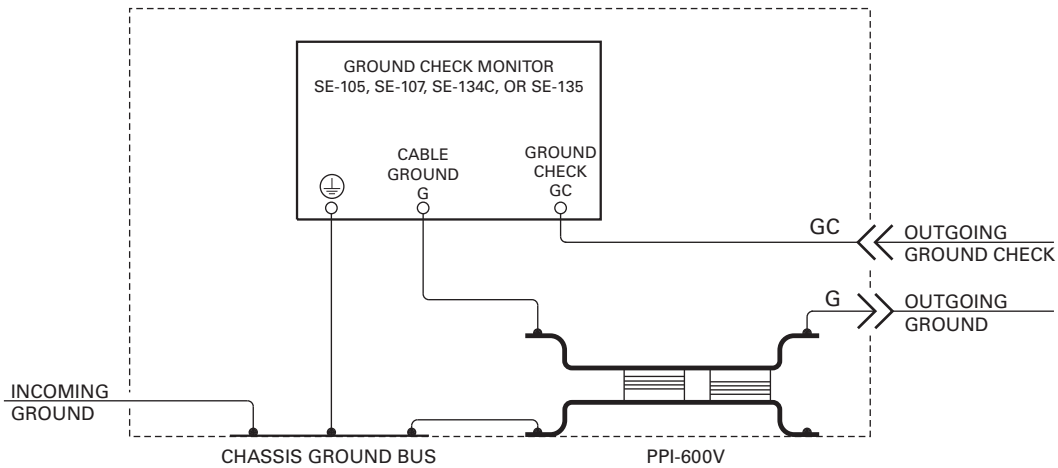 GROUND CHECK MONITOR
SE-105, SE-107, SE-134C, OR SE-135
CABLE
GROUND
G
GROUND
CHECK
GC
GC
OUTGOING
GROUND CHECK
G
OUTGOING
GROUND
INCOMING
GROUND
CHASSIS GROUND BUS
PPI-600V